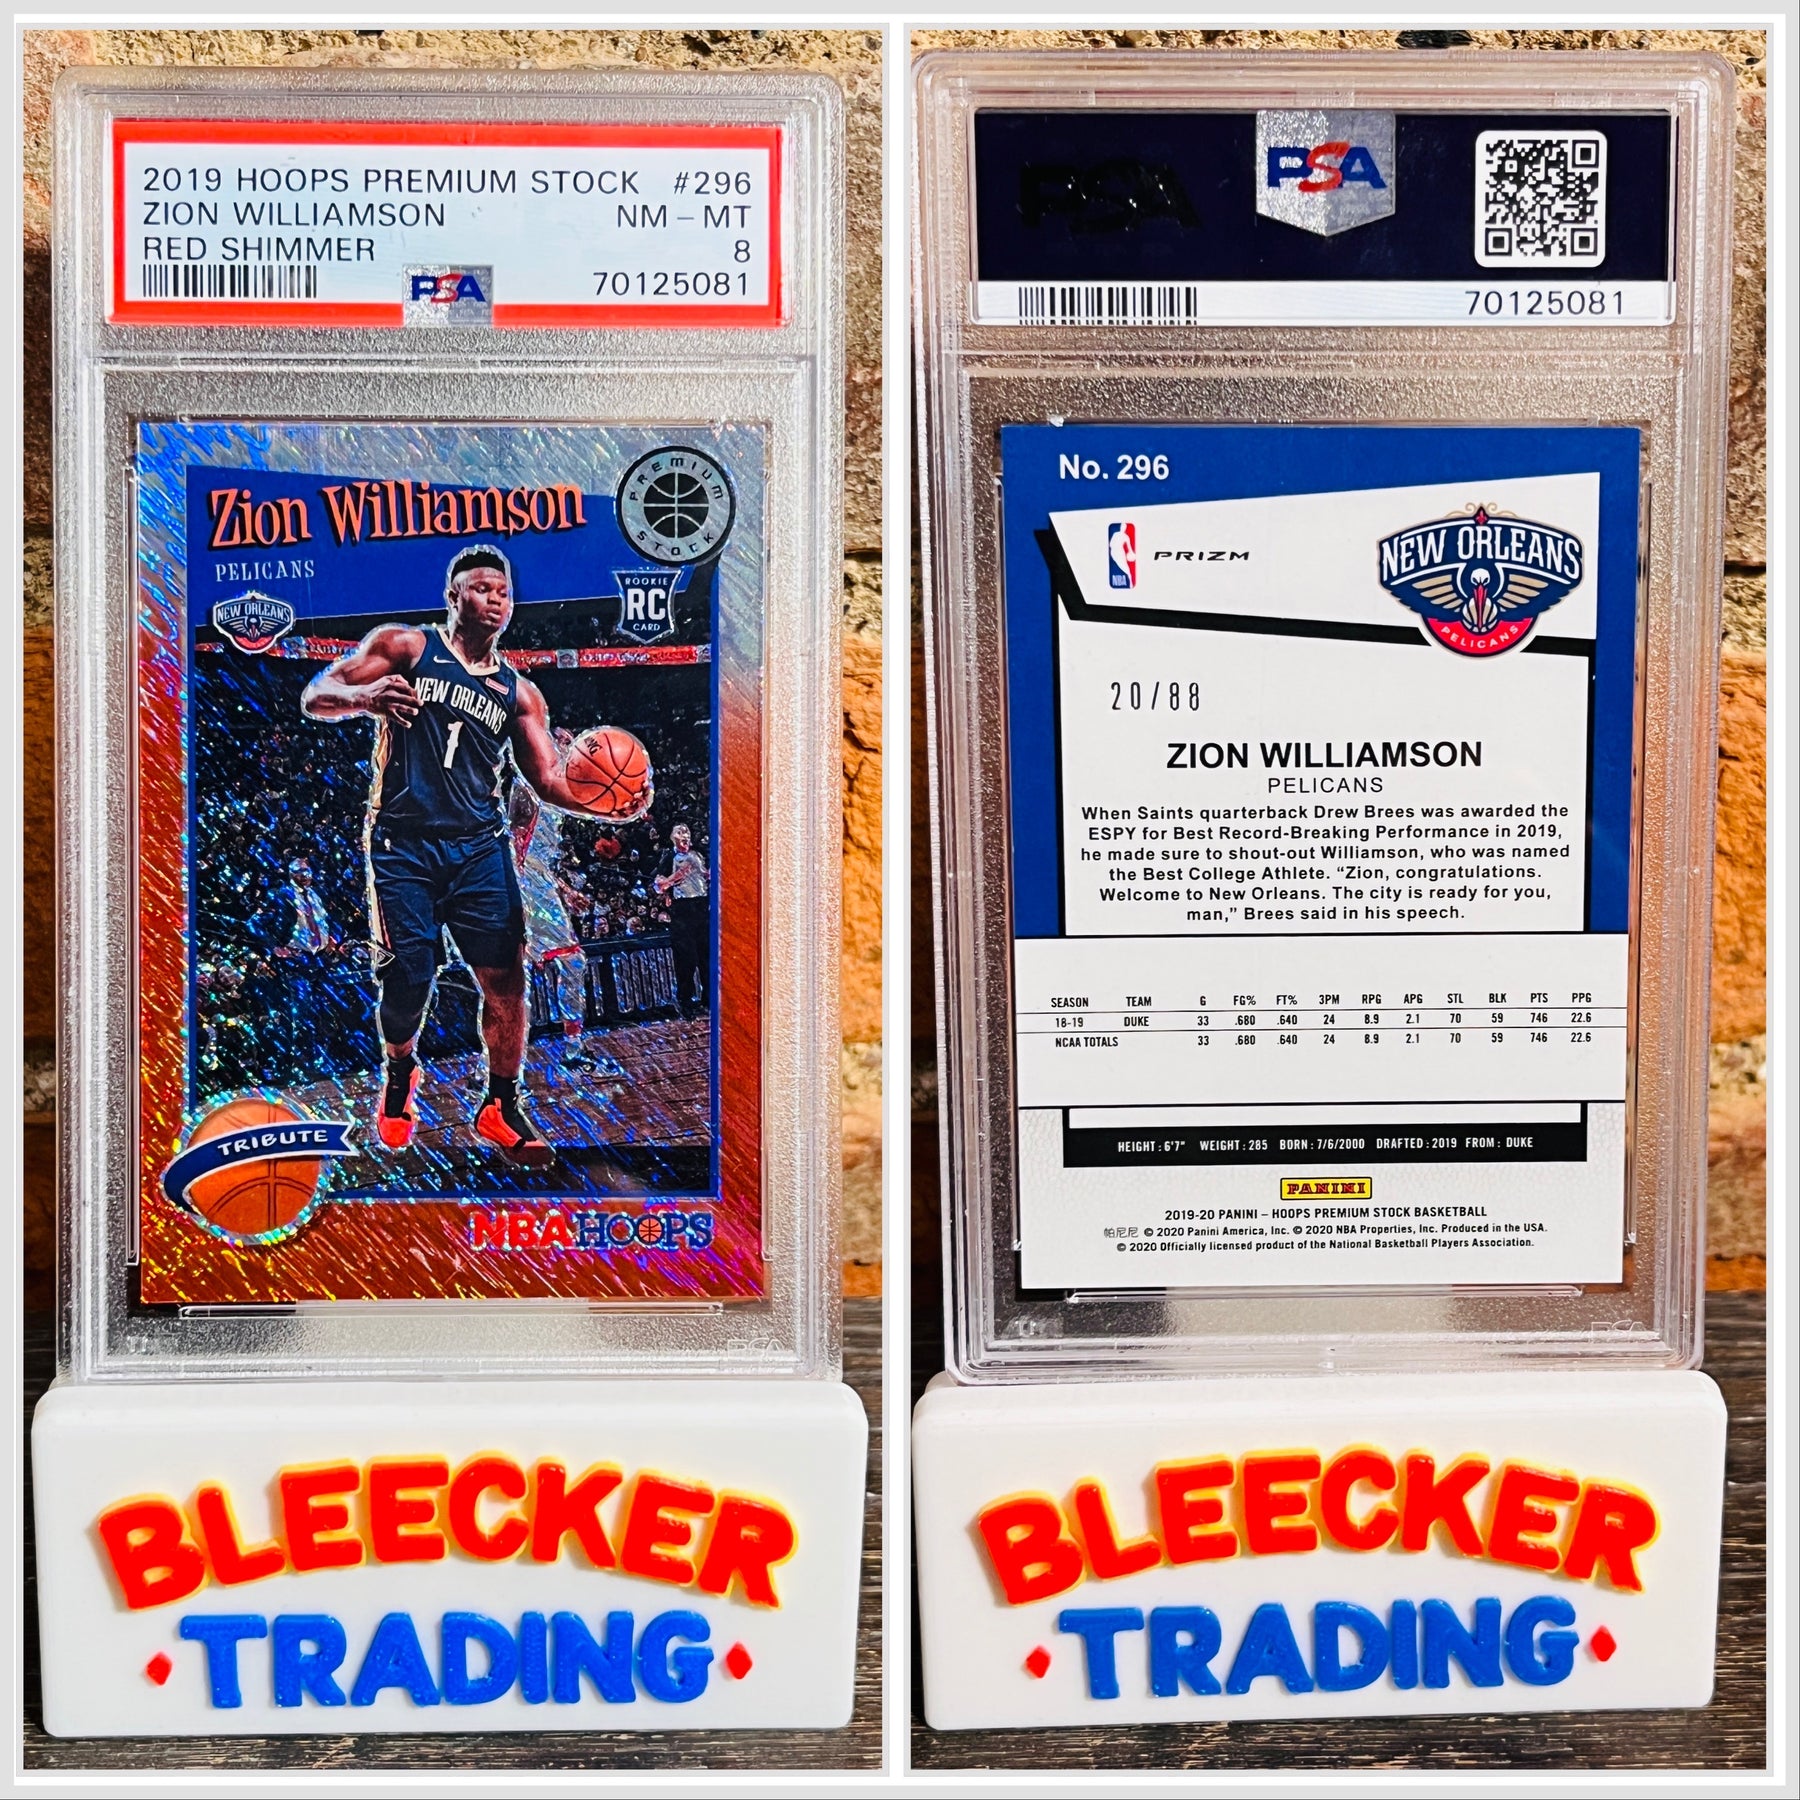 2019 HOOPS PREMIUM STOCK #296
ZION WILLIAMSON NM - MT
RED SHIMMER 8
PSA 70125081
Zion Williamson
PELICANS
PREMIUM STOCK
NEW ORLEANS
ROOKIE
RC
CARD
NEW ORLEANS
1
TRIBUTE
NBA HOOPS
PSA
BLEECKER
TRADING
PSA
PSA
70125081
No. 296
NBA
PRIZM
NEW ORLEANS
PELICANS
20/88
ZION WILLIAMSON
PELICANS
When Saints quarterback Drew Brees was awarded the
ESPY for Best Record-Breaking Performance in 2019,
he made sure to shout-out Williamson, who was named
the Best College Athlete. “Zion, congratulations.
Welcome to New Orleans. The city is ready for you,
man,” Brees said in his speech.
SEASON TEAM G FG% FT% 3PM RPG APG STL BLK PTS PPG
18-19 DUKE 33 .680 .640 24 8.9 2.1 70 59 746 22.6
NCAA TOTALS 33 .680 .640 24 8.9 2.1 70 59 746 22.6
HEIGHT: 6'7" WEIGHT: 285 BORN: 7/6/2000 DRAFTED: 2019 FROM: DUKE
PANINI
2019-20 PANINI – HOOPS PREMIUM STOCK BASKETBALL
帕尼尼 © 2020 Panini America, Inc. © 2020 NBA Properties, Inc. Produced in the USA.
© 2020 Officially licensed product of the National Basketball Players Association.
PSA
BLEECKER
TRADING